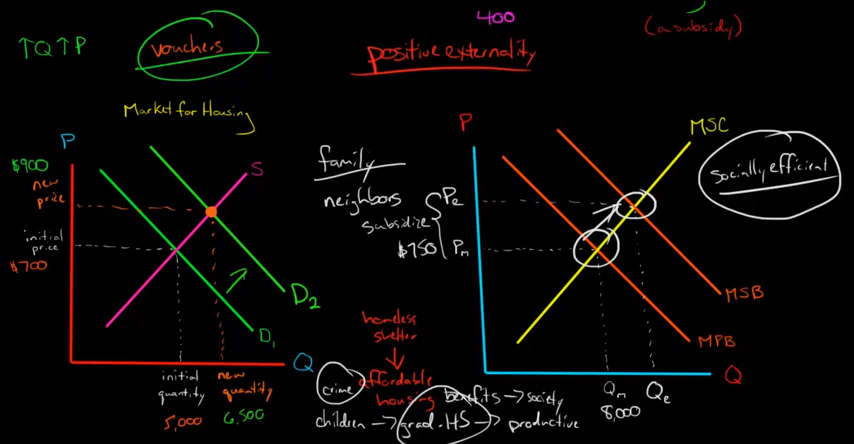 400
(a subsidy)
↑Q ↑P
vouchers
positive externality
Market for Housing
P
$900
new
price
initial
price
$700
S
D2
D1
Q
initial
quantity
5,000
new
quantity
6,500
family
neighbors
subsidize
$750
P
Pe
Pm
MSC
socially efficient
MSB
MPB
Q
Qm
8,000
Qe
homeless
shelter
affordable
housing
crime
benefits → society
children → grad. HS → productive